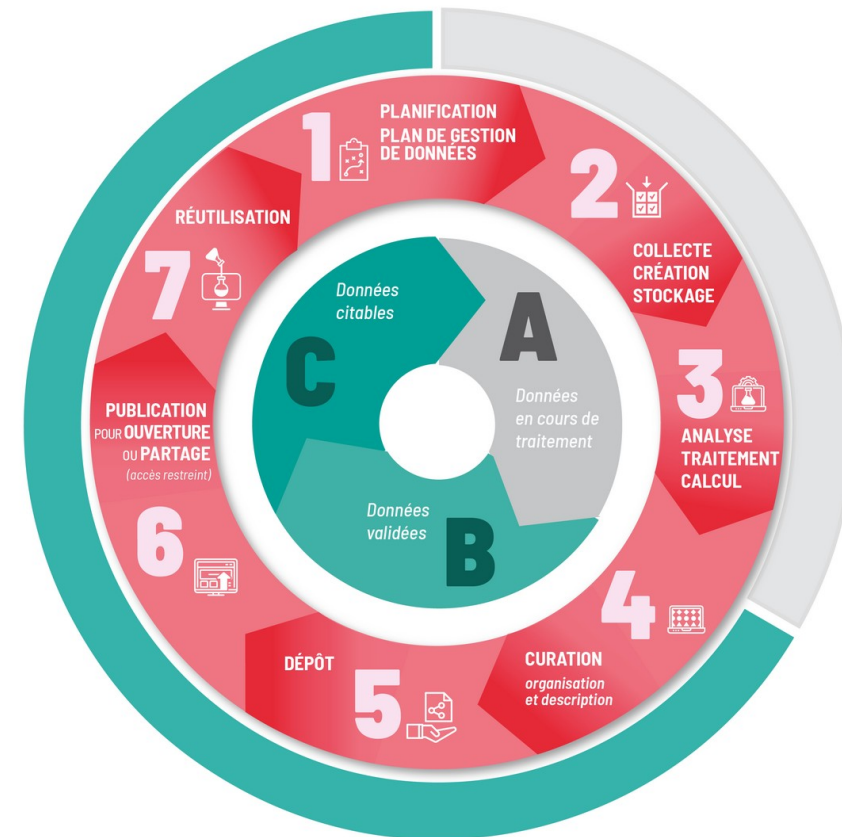 1
PLANIFICATION
PLAN DE GESTION
DE DONNÉES
2
COLLECTE
CRÉATION
STOCKAGE
3
ANALYSE
TRAITEMENT
CALCUL
4
CURATION
organisation
et description
5
DÉPÔT
6
PUBLICATION
POUR OUVERTURE
OU PARTAGE
(accès restreint)
7
RÉUTILISATION
A
Données
en cours de
traitement
B
Données
validées
C
Données
citables